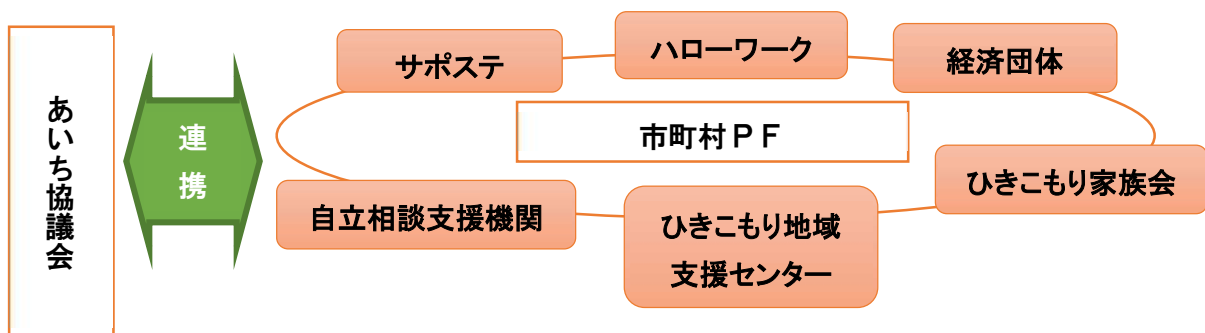 あいち協議会
連
携
サポステ
ハローワーク
経済団体
市町村ＰＦ
ひきこもり家族会
自立相談支援機関
ひきこもり地域
支援センター